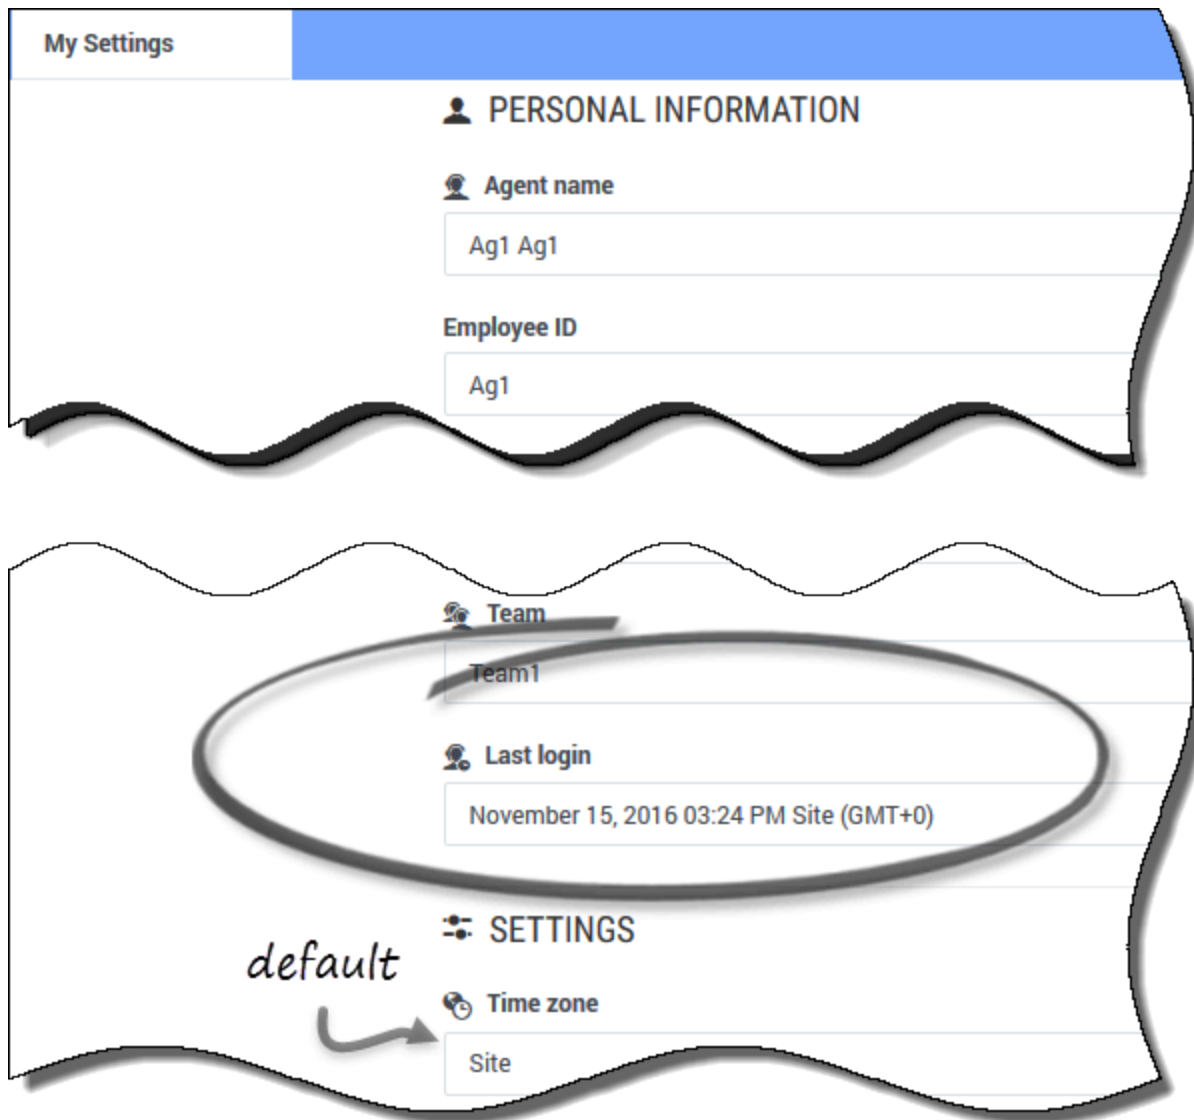 My Settings
PERSONAL INFORMATION
Agent name
Ag1 Ag1
Employee ID
Ag1
Team
Team1
Last login
November 15, 2016 03:24 PM Site (GMT+0)
SETTINGS
default
Time zone
Site